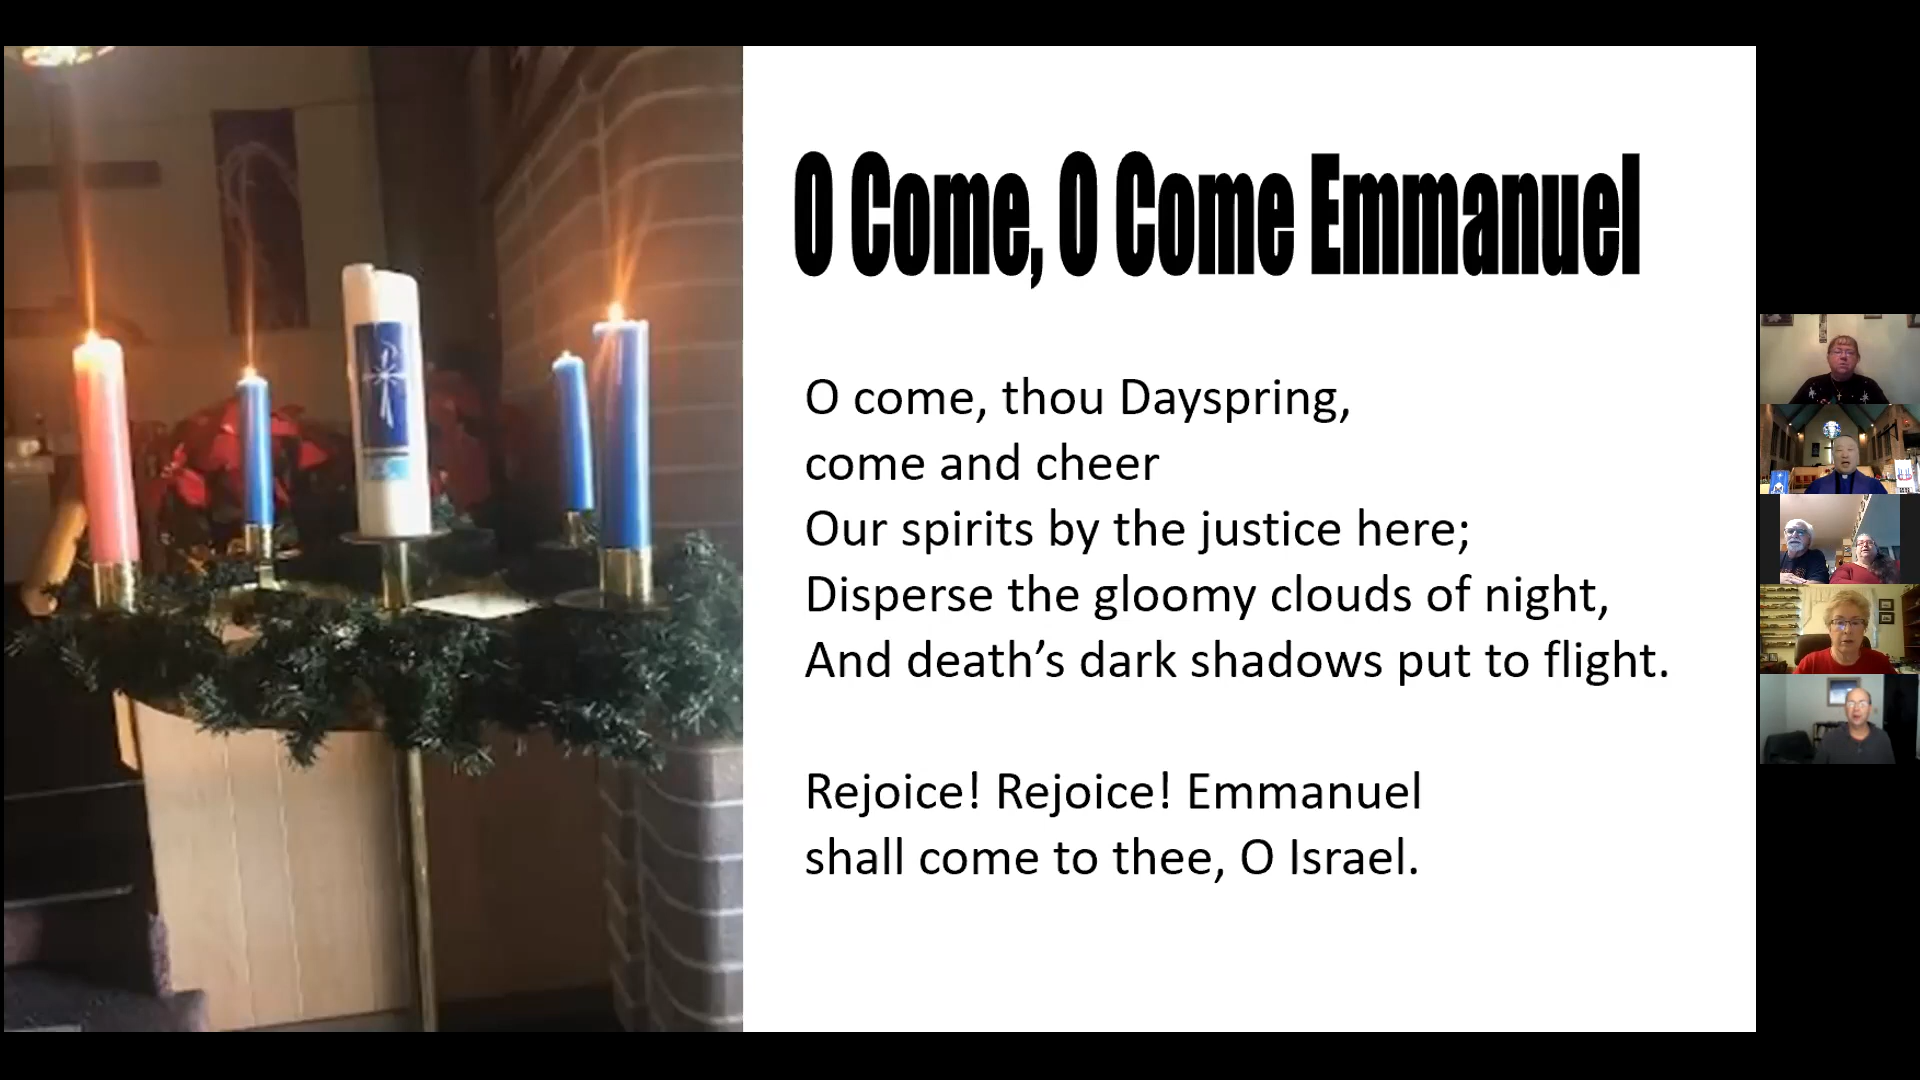 O Come, O Come Emmanuel
O come, thou Dayspring,
come and cheer
Our spirits by the justice here;
Disperse the gloomy clouds of night,
And death’s dark shadows put to flight.
Rejoice! Rejoice! Emmanuel
shall come to thee, O Israel.